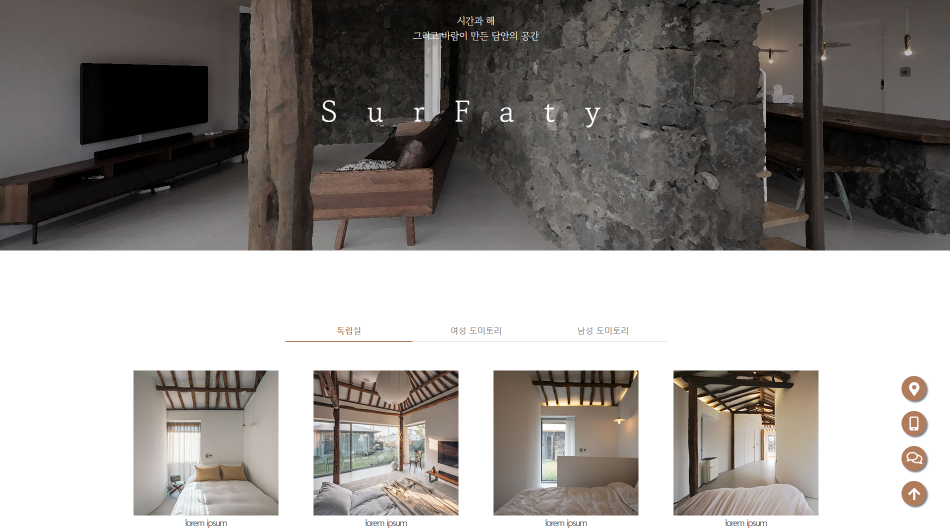 시간과 해
그리고 바람이 만든 담안의 공간
SurFaty
독립실
여성 도미토리
남성 도미토리
lorem ipsum
lorem ipsum
lorem ipsum
lorem ipsum